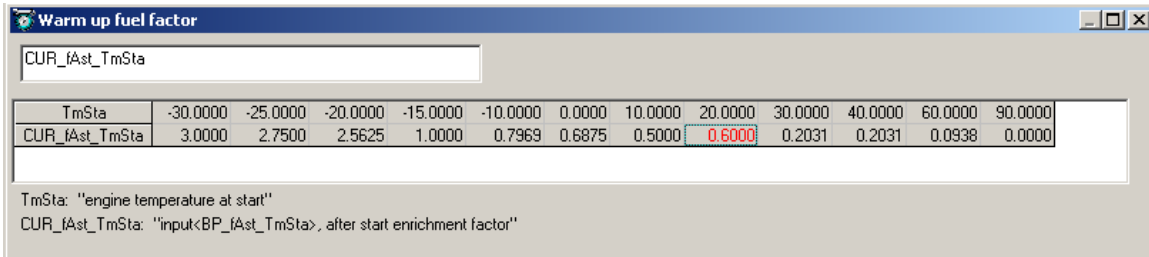 Warm up fuel factor
CUR_fAst_TmSta
TmSta -30.0000 -25.0000 -20.0000 -15.0000 -10.0000 0.0000 10.0000 20.0000 30.0000 40.0000 60.0000 90.0000
CUR_fAst_TmSta 3.0000 2.7500 2.5625 1.0000 0.7969 0.6875 0.5000 0.6000 0.2031 0.2031 0.0938 0.0000
TmSta: "engine temperature at start"
CUR_fAst_TmSta: "input<BP_fAst_TmSta>, after start enrichment factor"